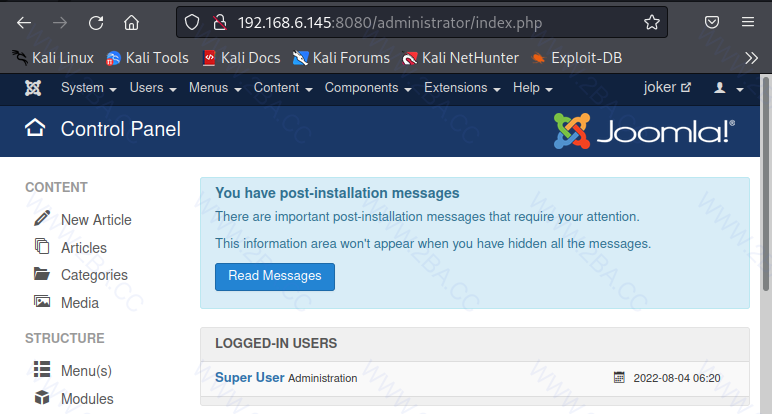 192.168.6.145:8080/administrator/index.php
Kali Linux Kali Tools Kali Docs Kali Forums Kali NetHunter Exploit-DB
System Users Menus Content Components Extensions Help joker
Control Panel Joomla!®
CONTENT
New Article
Articles
Categories
Media
STRUCTURE
Menu(s)
Modules
You have post-installation messages
There are important post-installation messages that require your attention.
This information area won't appear when you have hidden all the messages.
Read Messages
LOGGED-IN USERS
Super User Administration 2022-08-04 06:20
WWW.2BA.CC